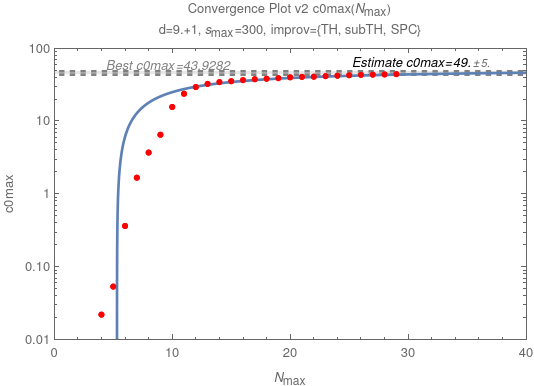 Convergence Plot v2 c0max(Nmax)
d=9.+1, smax=300, improv={TH, subTH, SPC}
Best c0max=43.9282
Estimate c0max=49.±5.
100
10
1
0.10
0.01
c0max
0 10 20 30 40
Nmax